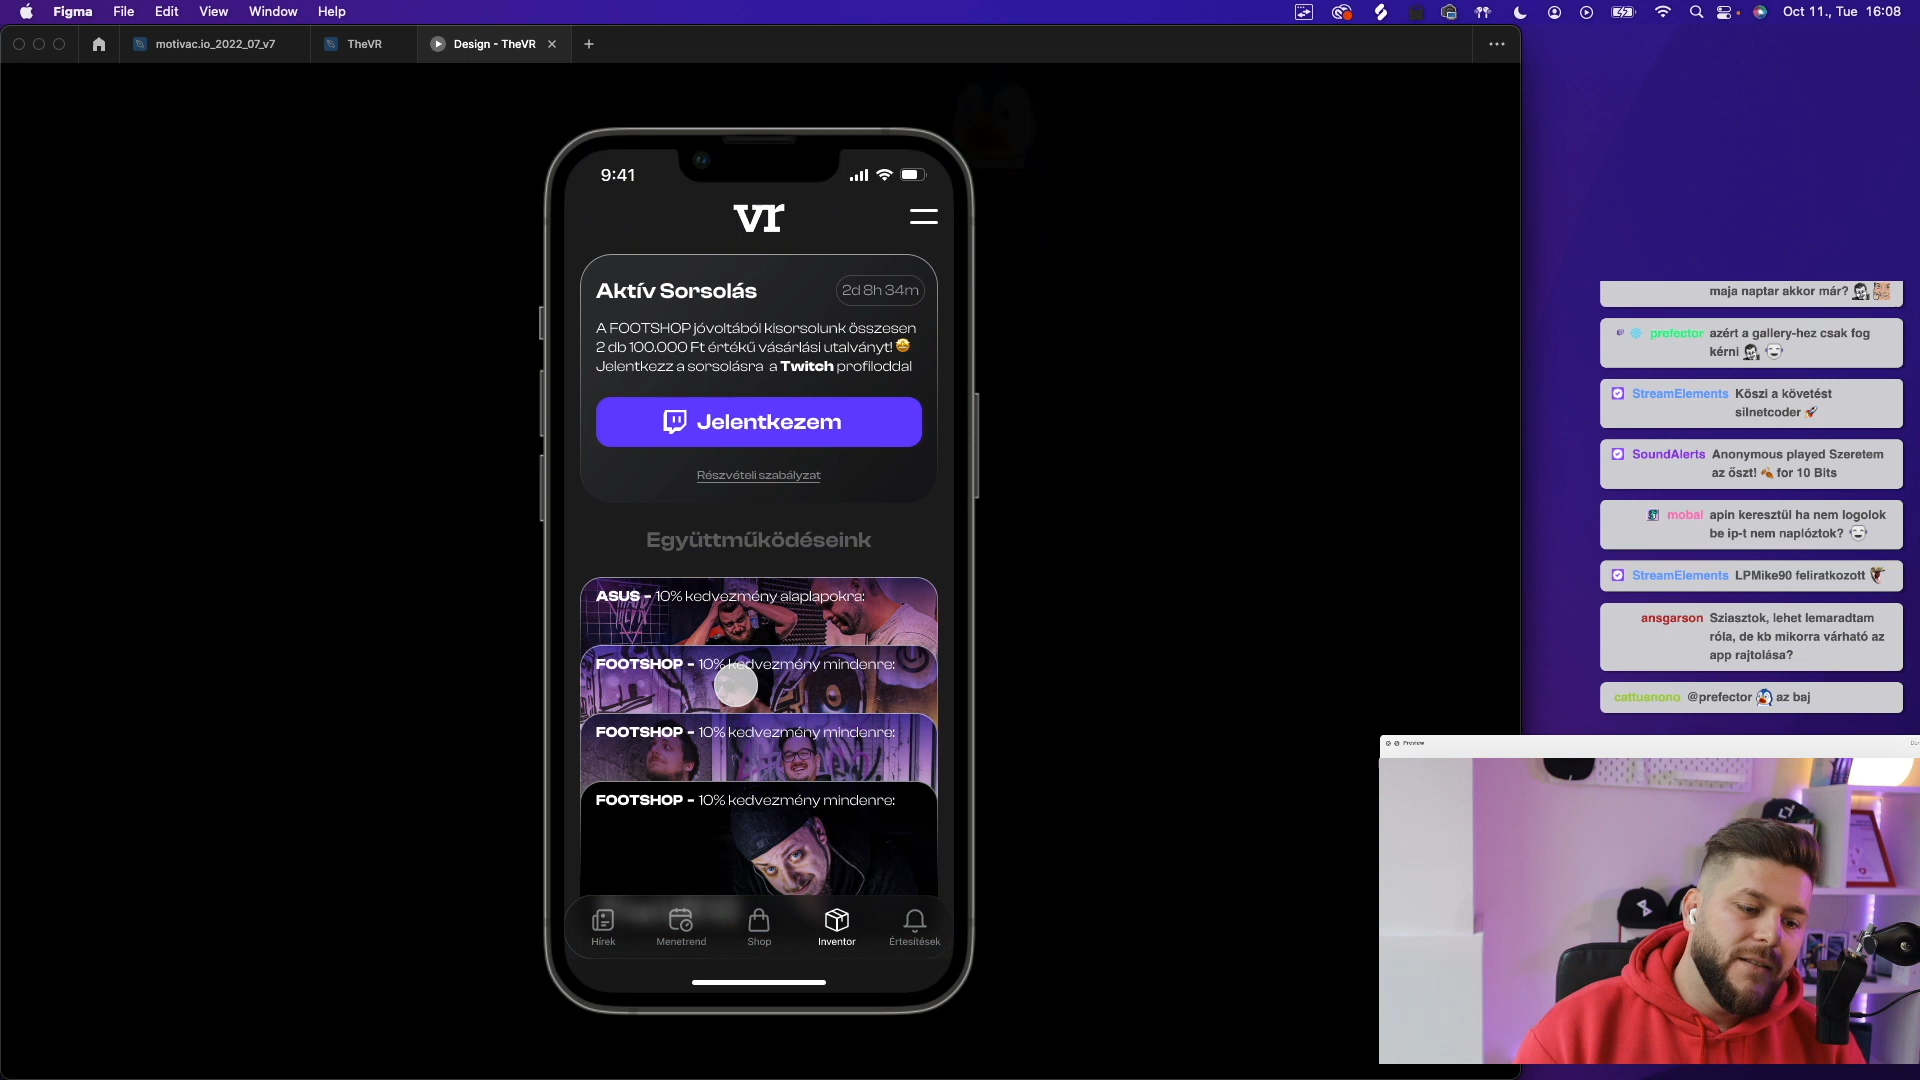 Figma File Edit View Window Help
Oct 11., Tue 16:08
motivac.io_2022_07_v7
TheVR
Design - TheVR
9:41
vr
Aktív Sorsolás
2d 8h 34m
A FOOTSHOP jóvoltából kisorsolunk összesen
2 db 100.000 Ft értékű vásárlási utalványt! 🤩
Jelentkezz a sorsolásra a Twitch profiloddal
Jelentkezem
Részvételi szabályzat
Együttműködéseink
ASUS - 10% kedvezmény alaplapokra:
FOOTSHOP - 10% kedvezmény mindenre:
FOOTSHOP - 10% kedvezmény mindenre:
FOOTSHOP - 10% kedvezmény mindenre:
Hírek
Menetrend
Shop
Inventor
Értesítések
maja naptar akkor már?
prefector azért a gallery-hez csak fog
kérni
StreamElements Köszi a követést
silnetcoder 🚀
SoundAlerts Anonymous played Szeretem
az őszt! 🍂 for 10 Bits
mobal apin keresztül ha nem logolok
be ip-t nem naplóztok?
StreamElements LPMike90 feliratkozott
ansgarson Sziasztok, lehet lemaradtam
róla, de kb mikorra várható az
app rajtolása?
cattusnono @prefector az baj
Preview